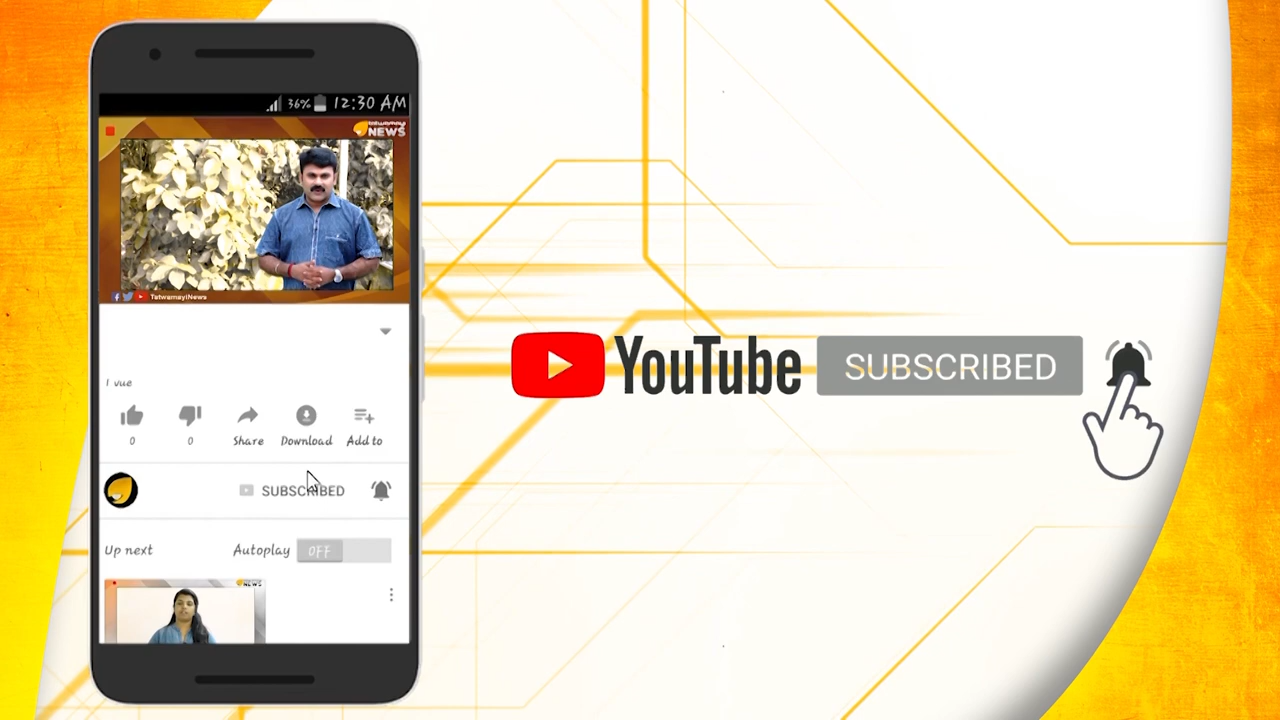 36% 12:30 AM
tatwamayi
NEWS
TatwamayiNews
1 vue
0 0 Share Download Add to
SUBSCRIBED
Up next Autoplay OFF
NEWS
YouTube SUBSCRIBED